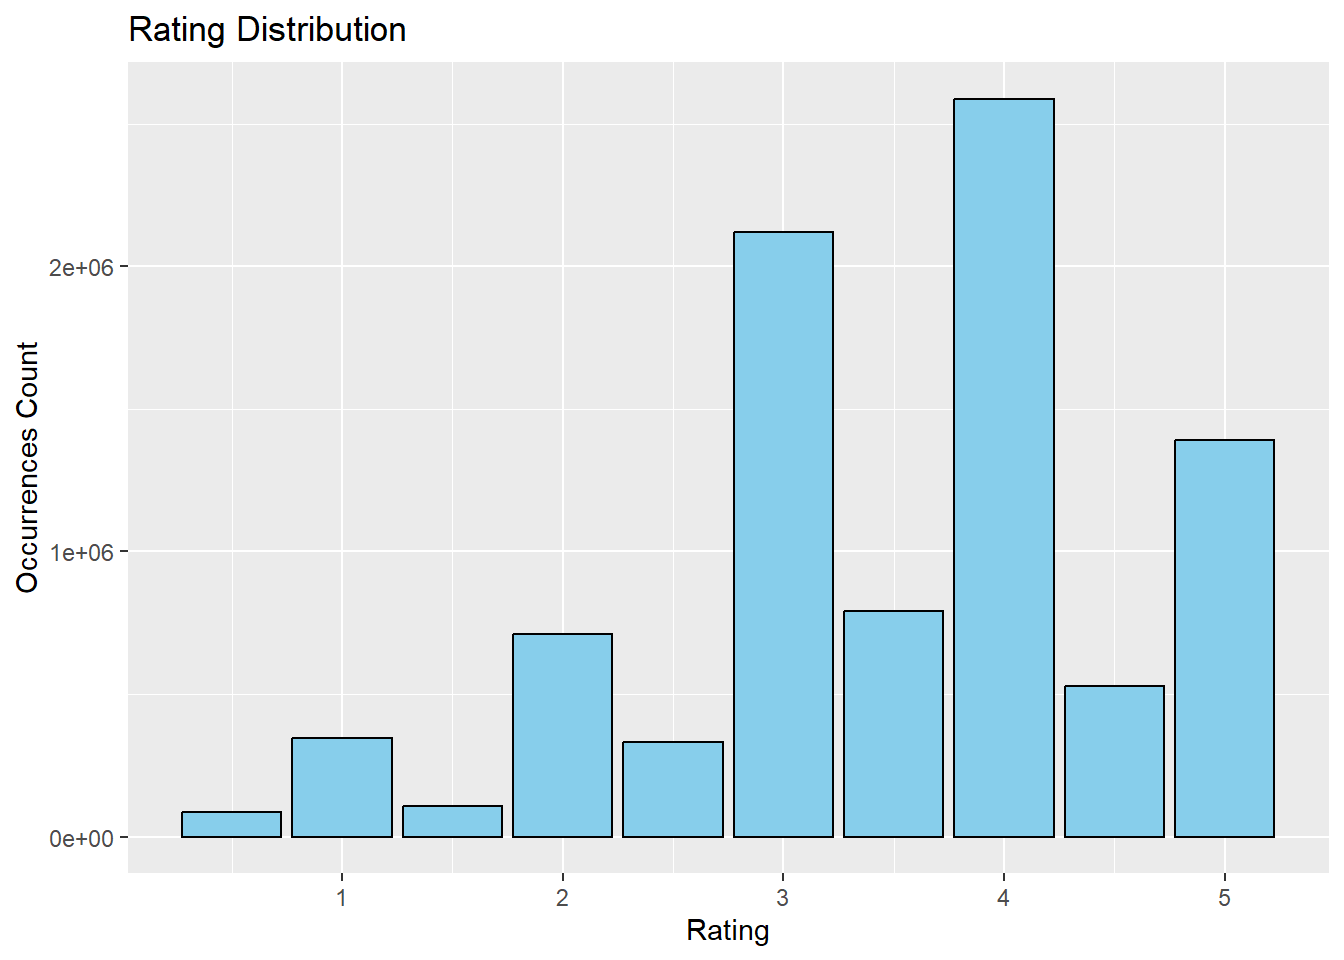 Rating Distribution
Occurrences Count
2e+06
1e+06
0e+00
1 2 3 4 5
Rating